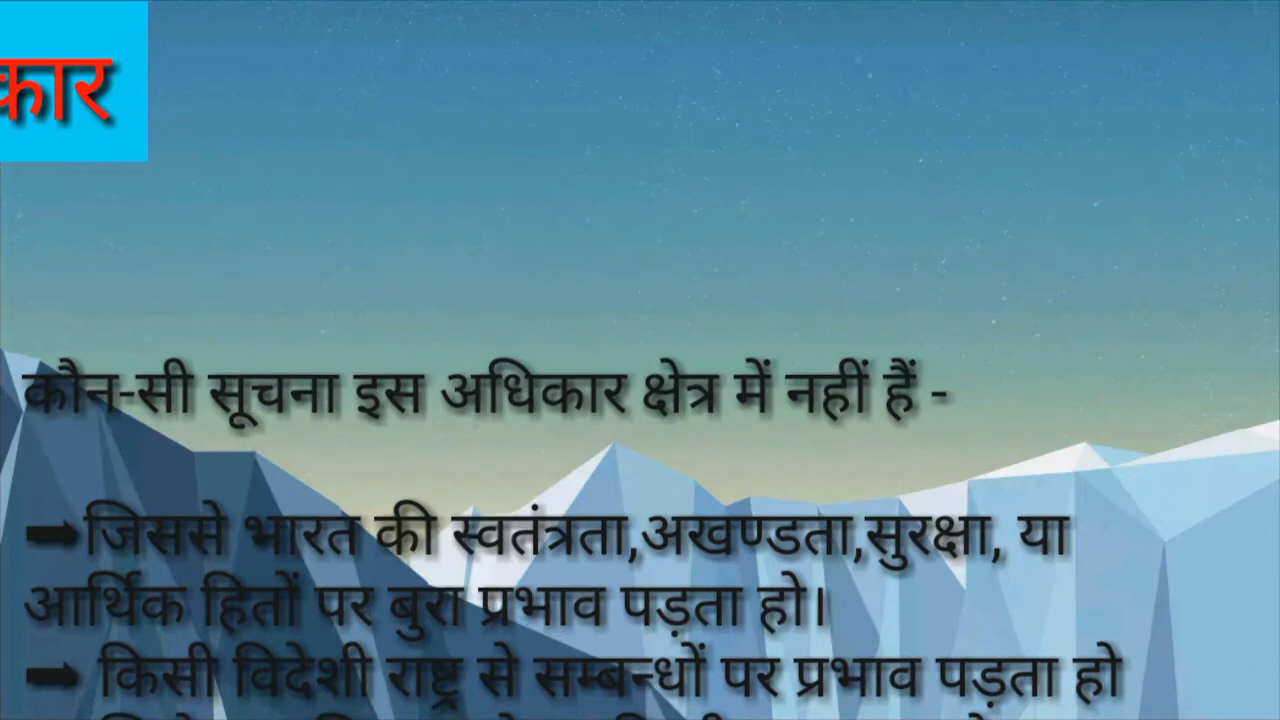 कार
कौन-सी सूचना इस अधिकार क्षेत्र में नहीं हैं -
➡जिससे भारत की स्वतंत्रता,अखण्डता,सुरक्षा, या
आर्थिक हितों पर बुरा प्रभाव पड़ता हो।
➡ किसी विदेशी राष्ट्र से सम्बन्धों पर प्रभाव पड़ता हो